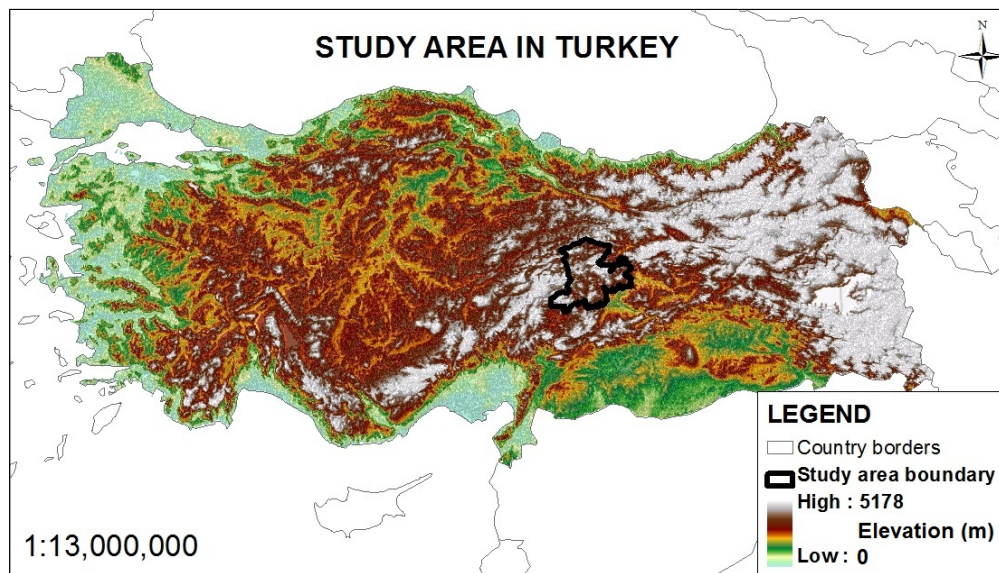 STUDY AREA IN TURKEY
N
LEGEND
Country borders
Study area boundary
High : 5178
Elevation (m)
Low : 0
1:13,000,000